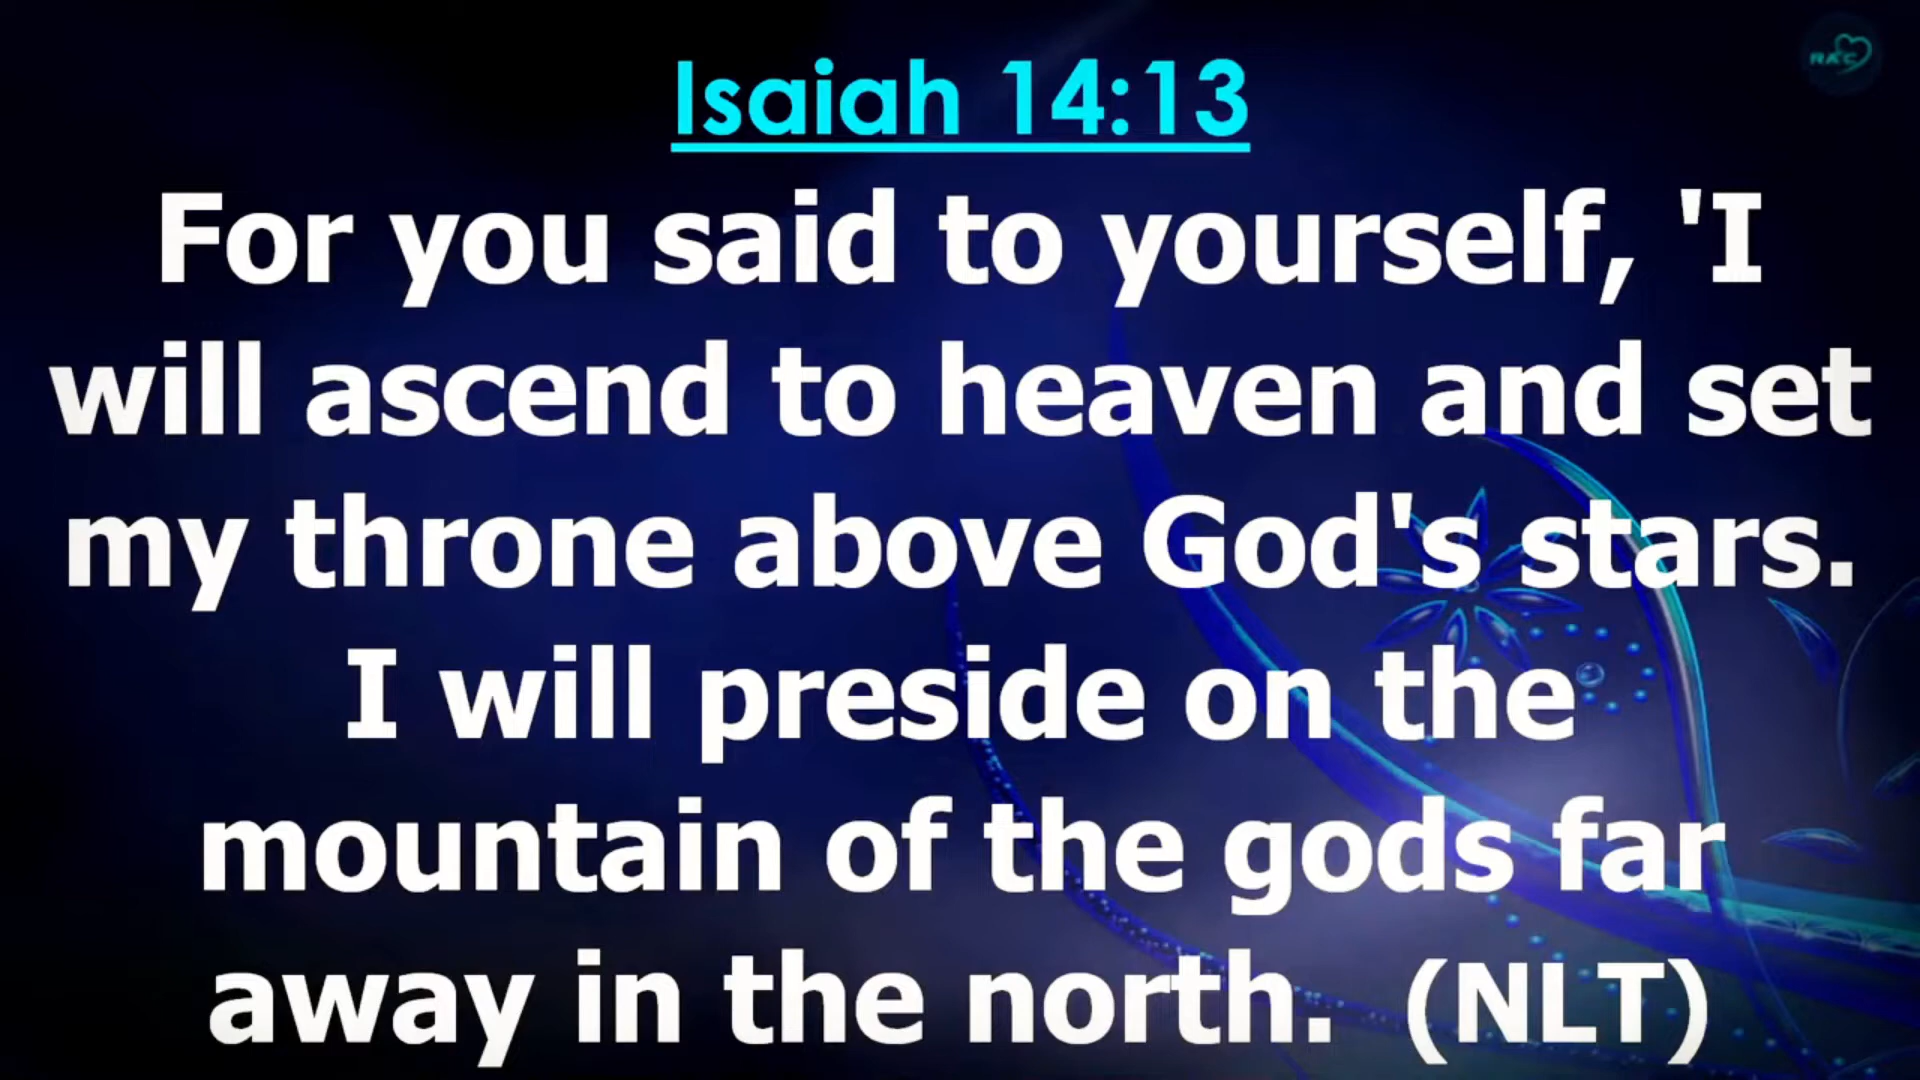 RAC
Isaiah 14:13
For you said to yourself, 'I
will ascend to heaven and set
my throne above God's stars.
I will preside on the
mountain of the gods far
away in the north. (NLT)